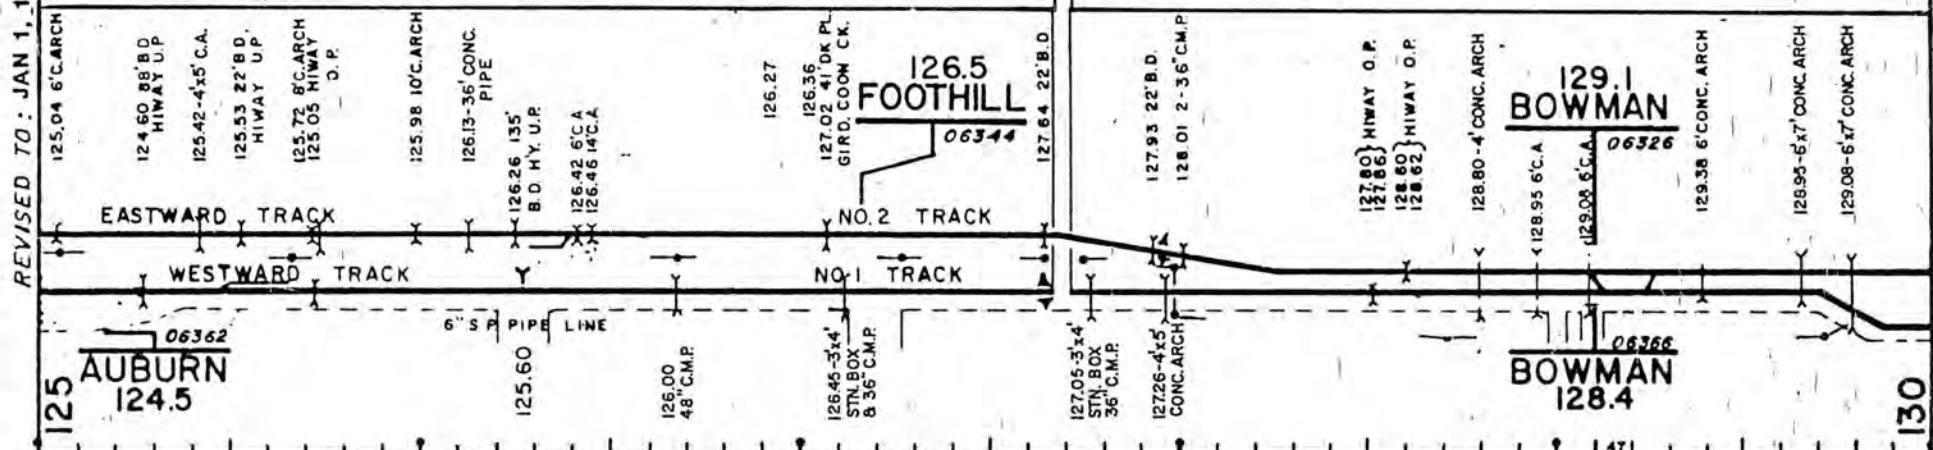 REVISED TO: JAN 1, 1
125.04 6'C.ARCH
124.60 88' B.D.
HIWAY U.P.
125.42-4'x5' C.A.
125.53 22' B.D.
HIWAY U.P.
125.72 8'C.ARCH
125.05 HIWAY
O.P.
125.98 10'C.ARCH
126.13-36' CONC.
PIPE
126.26 135'
B.D. H'Y. U.P.
126.42 6'C.A
126.46 14'C.A.
126.27
126.36
127.02 41' DK PL.
GIRD. COON CK.
126.5
FOOTHILL
06344
127.64 22'B.D.
127.93 22'B.D.
128.01 2-36"C.M.P.
127.80} HIWAY O.P.
127.86}
128.60} HIWAY O.P.
128.62}
128.80-4'CONC. ARCH
128.95 6'C.A.
129.08 6'C.A.
129.1
BOWMAN
06326
129.38 6'CONC. ARCH
128.95-6'x7'CONC. ARCH
129.08-6'x7'CONC. ARCH
EASTWARD TRACK
NO. 2 TRACK
WESTWARD TRACK
NO. 1 TRACK
Y
6" S P PIPE LINE
06362
AUBURN
124.5
125
125.60
126.00
48" C.M.P.
126.45-3'x4'
STN. BOX
& 36" C.M.P.
127.05-3'x4'
STN. BOX
36" C.M.P.
127.26-4'x5'
CONC. ARCH
06366
BOWMAN
128.4
130